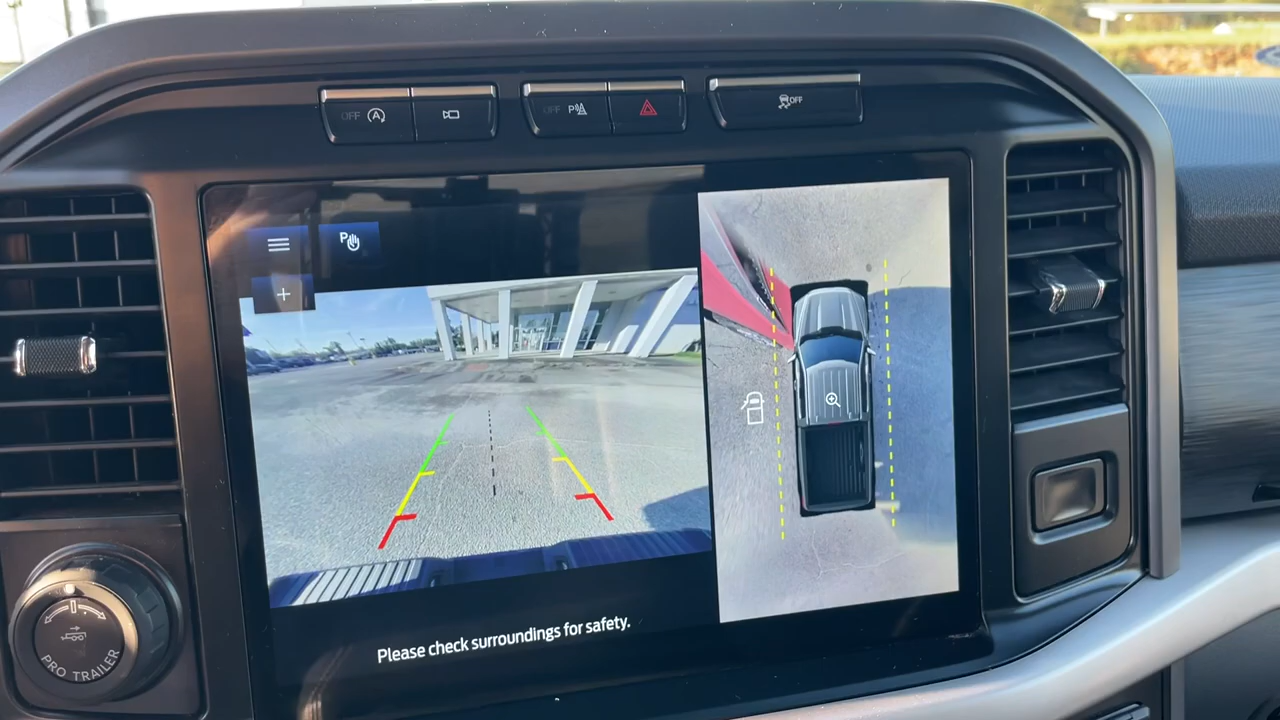 OFF A
OFF P
OFF
P
Please check surroundings for safety.
PRO TRAILER